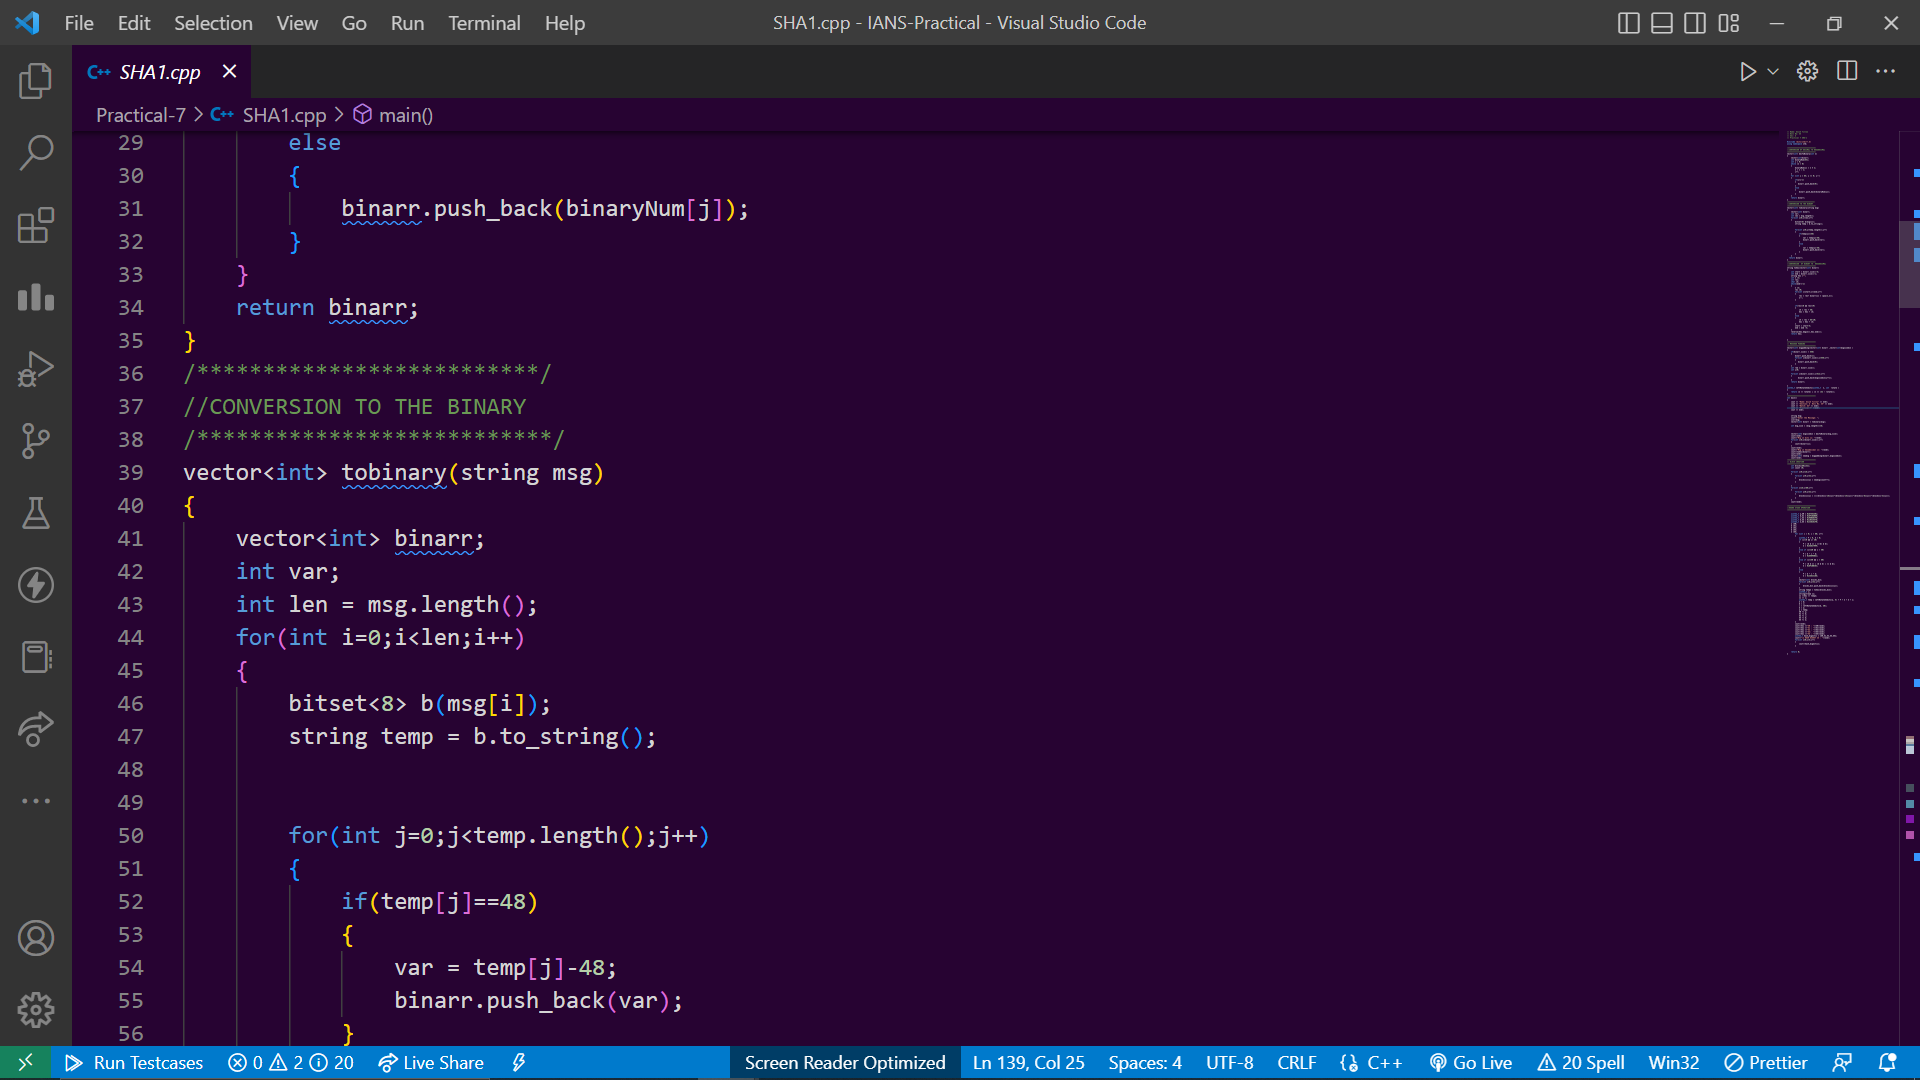 File Edit Selection View Go Run Terminal Help SHA1.cpp - IANS-Practical - Visual Studio Code
C++ SHA1.cpp
Practical-7 > C++ SHA1.cpp > main()
29 else
30 {
31 binarr.push_back(binaryNum[j]);
32 }
33 }
34 return binarr;
35 }
36 /**************************/
37 //CONVERSION TO THE BINARY
38 /***************************/
39 vector<int> tobinary(string msg)
40 {
41 vector<int> binarr;
42 int var;
43 int len = msg.length();
44 for(int i=0;i<len;i++)
45 {
46 bitset<8> b(msg[i]);
47 string temp = b.to_string();
48
49
50 for(int j=0;j<temp.length();j++)
51 {
52 if(temp[j]==48)
53 {
54 var = temp[j]-48;
55 binarr.push_back(var);
56 }
Run Testcases 0 2 20 Live Share Screen Reader Optimized Ln 139, Col 25 Spaces: 4 UTF-8 CRLF {} C++ Go Live 20 Spell Win32 Prettier